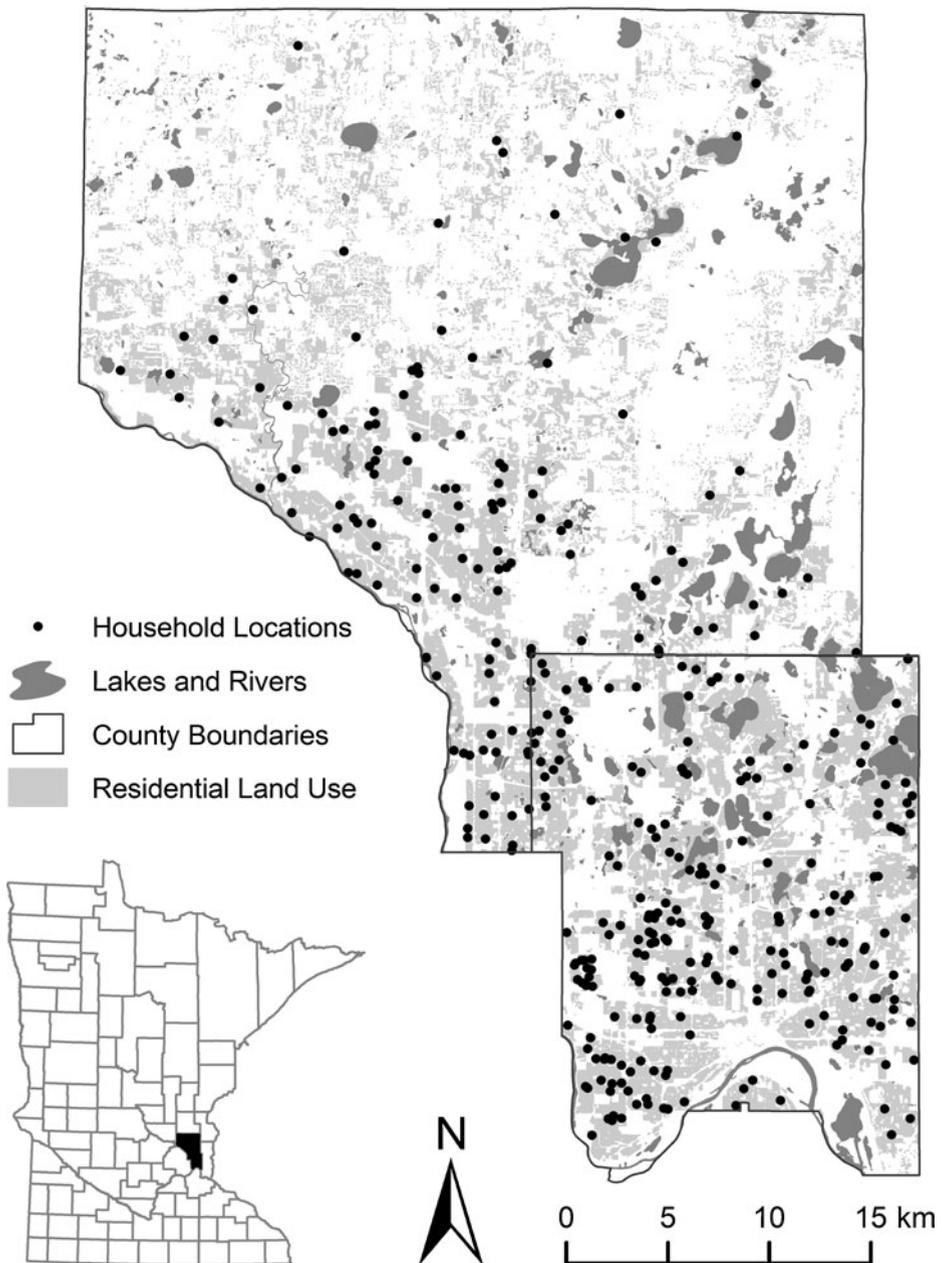 Household Locations
Lakes and Rivers
County Boundaries
Residential Land Use
N
0 5 10 15 km